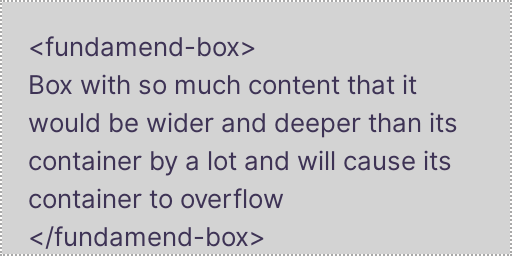 <fundamend-box>
Box with so much content that it
would be wider and deeper than its
container by a lot and will cause its
container to overflow
</fundamend-box>